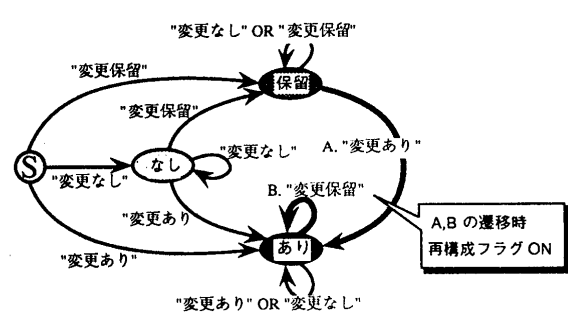 "変更なし" OR "変更保留"
"変更保留"
保留
"変更保留"
A. "変更あり"
S
なし
"変更なし"
"変更なし"
B. "変更保留"
"変更あり
"変更あり"
あり
A,B の遷移時
再構成フラグ ON
"変更あり" OR "変更なし"